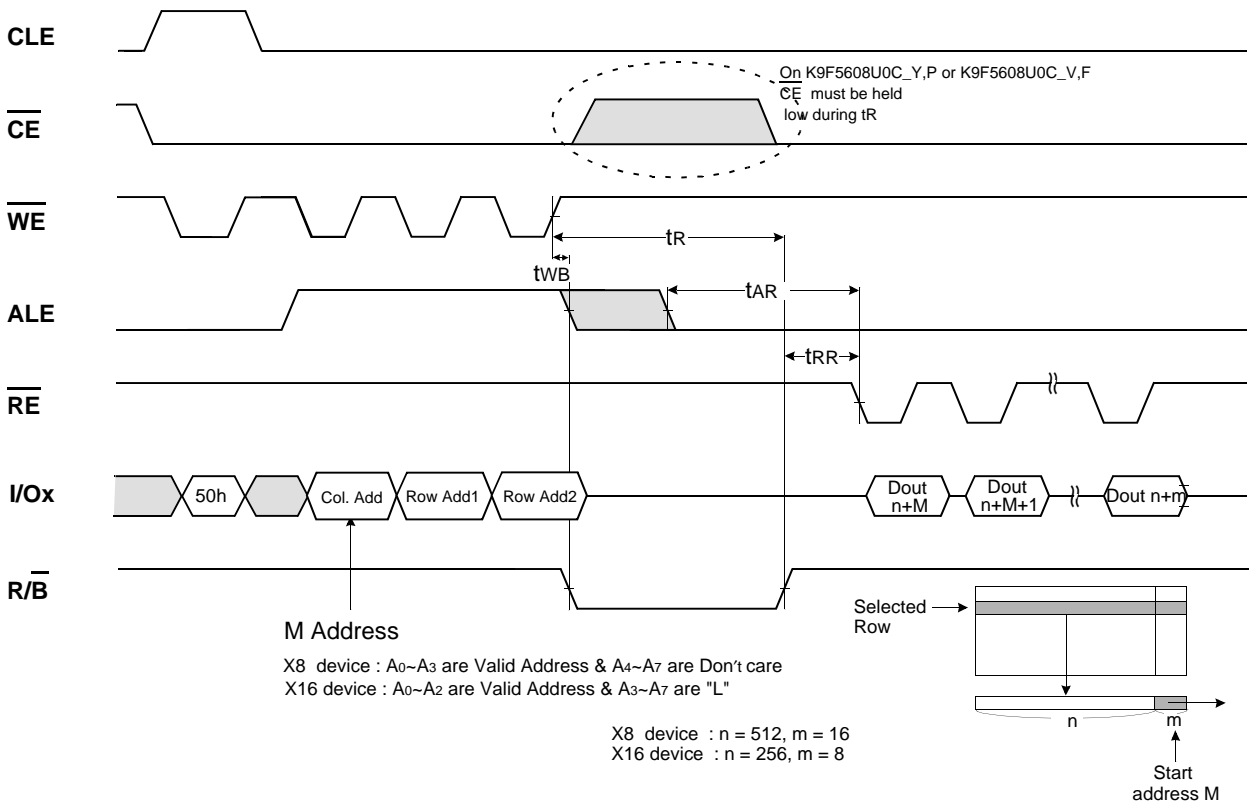 CLE
On K9F5608U0C_Y,P or K9F5608U0C_V,F
CE must be held
low during tR
CE
WE
tR
tWB
tAR
ALE
tRR
RE
I/Ox
50h
Col. Add
Row Add1
Row Add2
Dout
n+M
Dout
n+M+1
Dout n+m
R/B
Selected
Row
M Address
X8 device : A0~A3 are Valid Address & A4~A7 are Don't care
X16 device : A0~A2 are Valid Address & A3~A7 are "L"
n
m
X8 device : n = 512, m = 16
X16 device : n = 256, m = 8
Start
address M